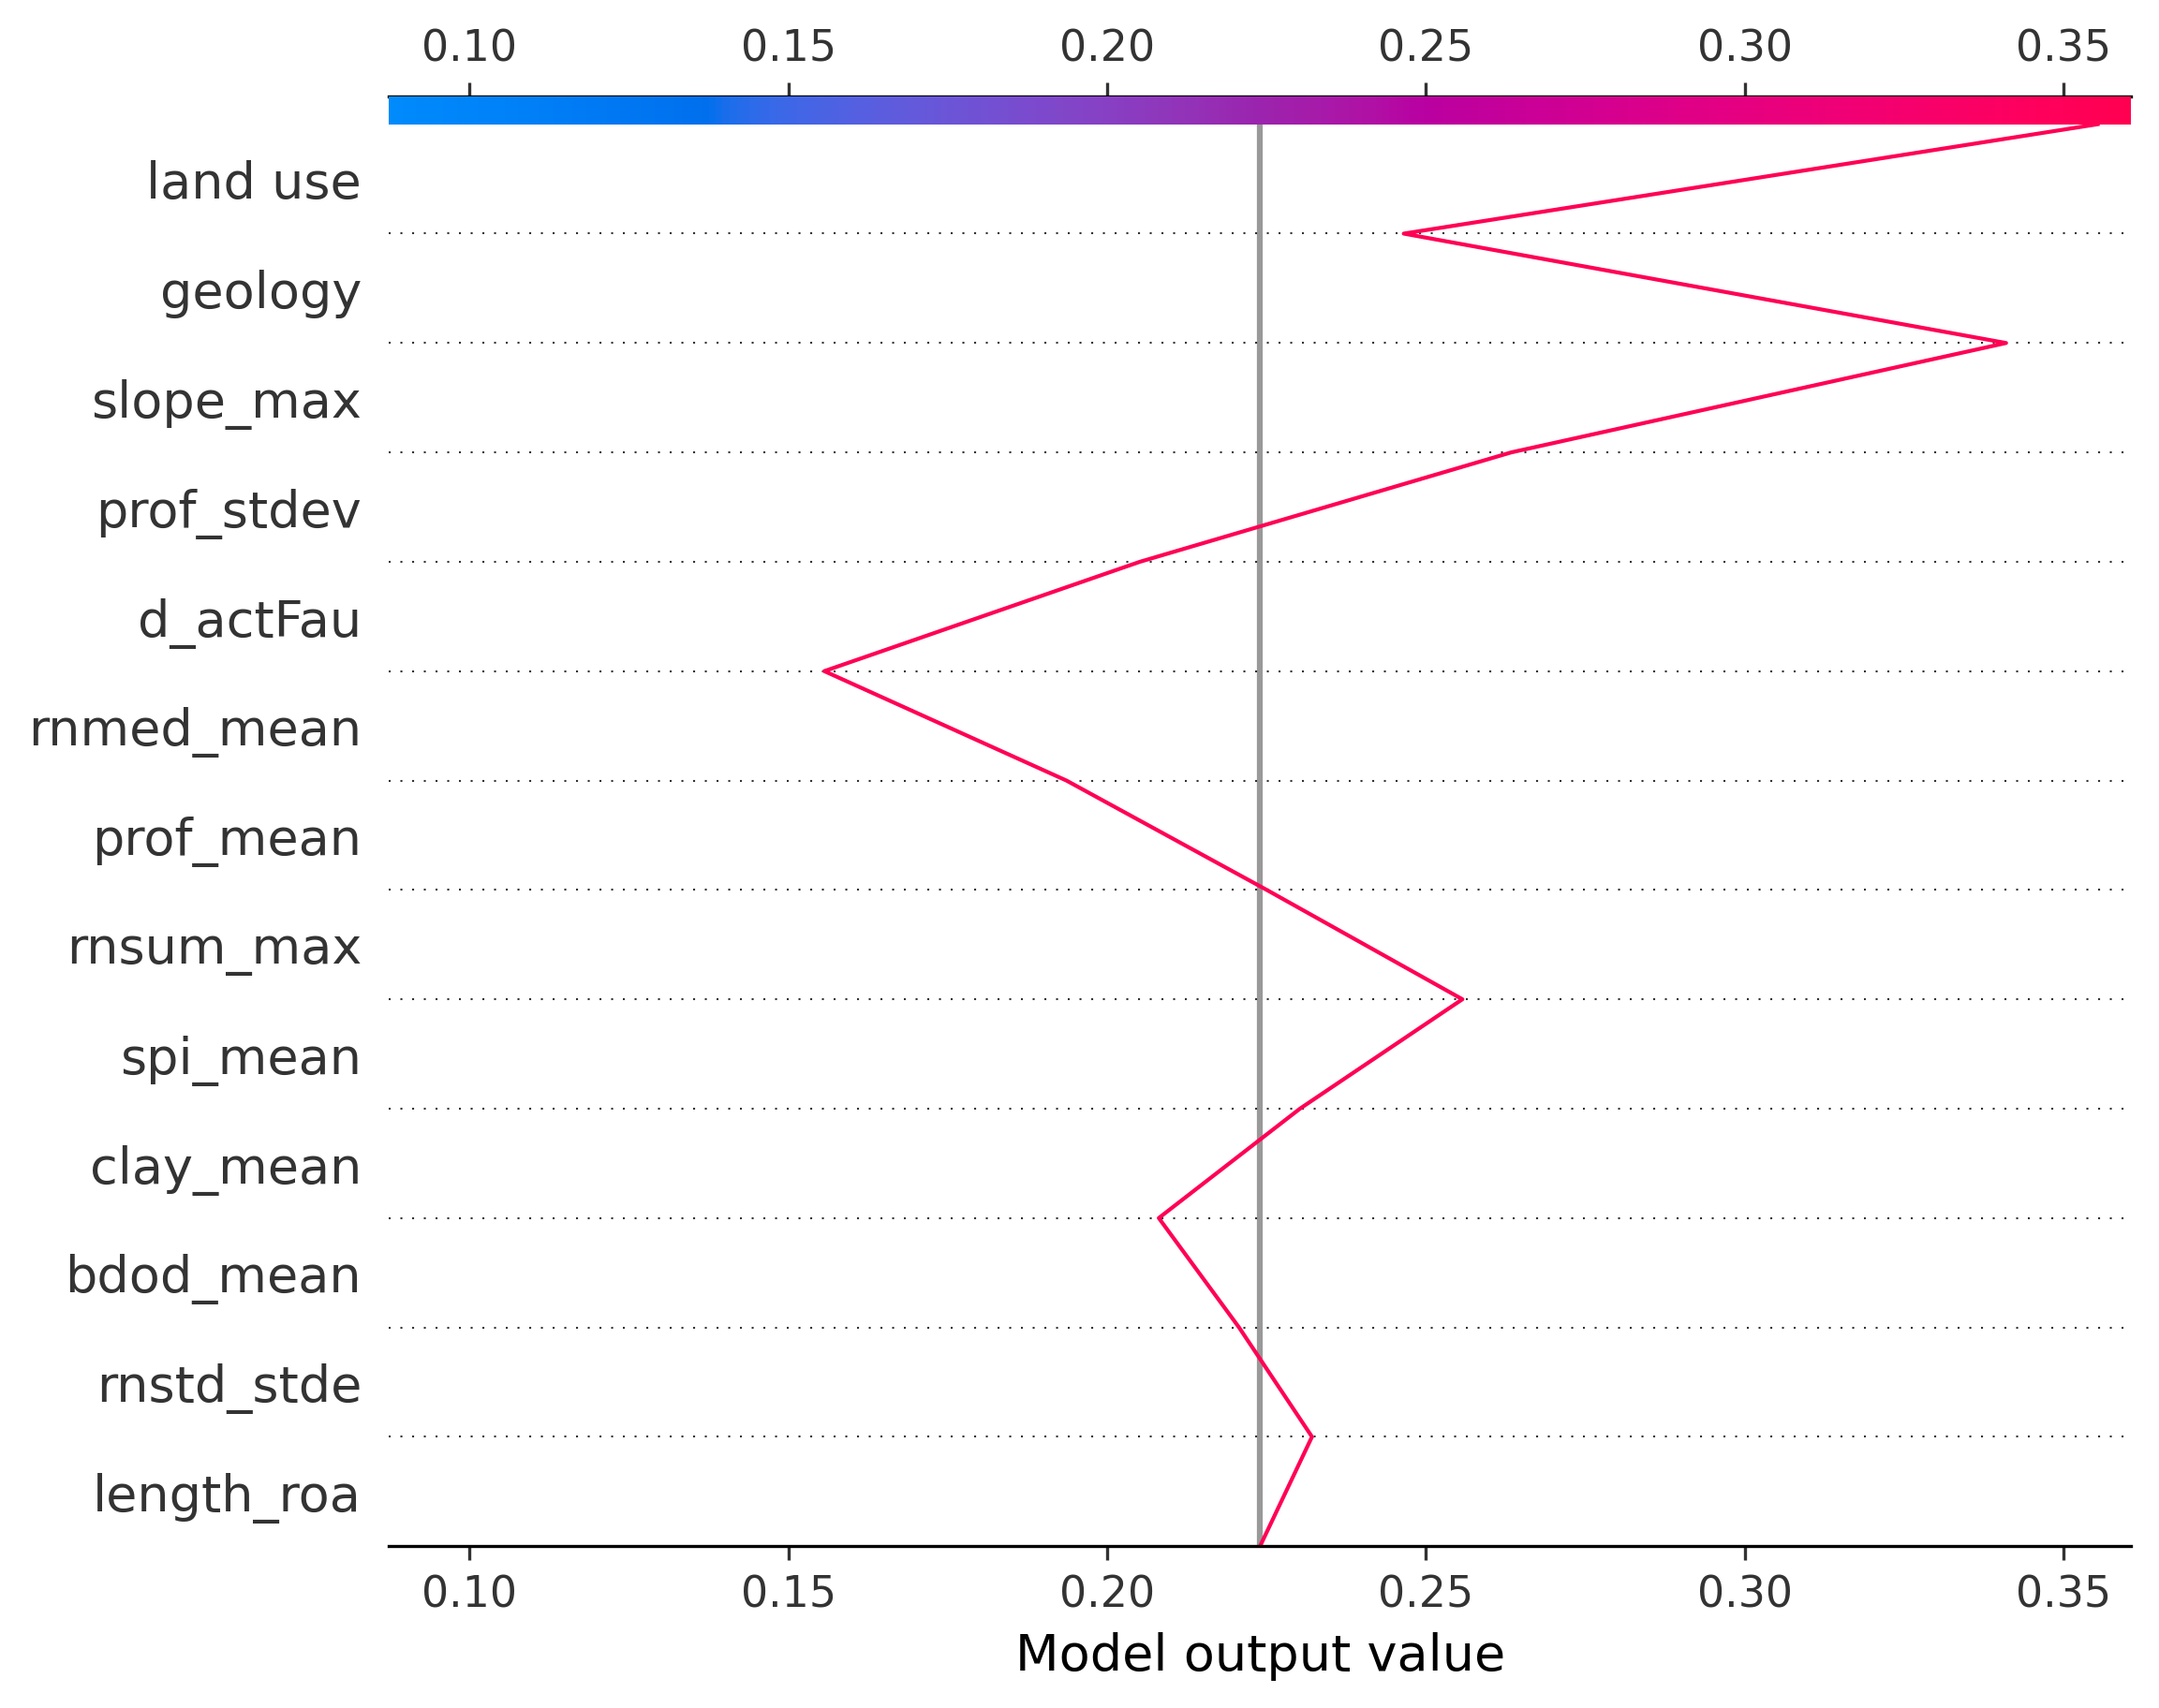 0.10 0.15 0.20 0.25 0.30 0.35
land use
geology
slope_max
prof_stdev
d_actFau
rnmed_mean
prof_mean
rnsum_max
spi_mean
clay_mean
bdod_mean
rnstd_stde
length_roa
0.10 0.15 0.20 0.25 0.30 0.35
Model output value